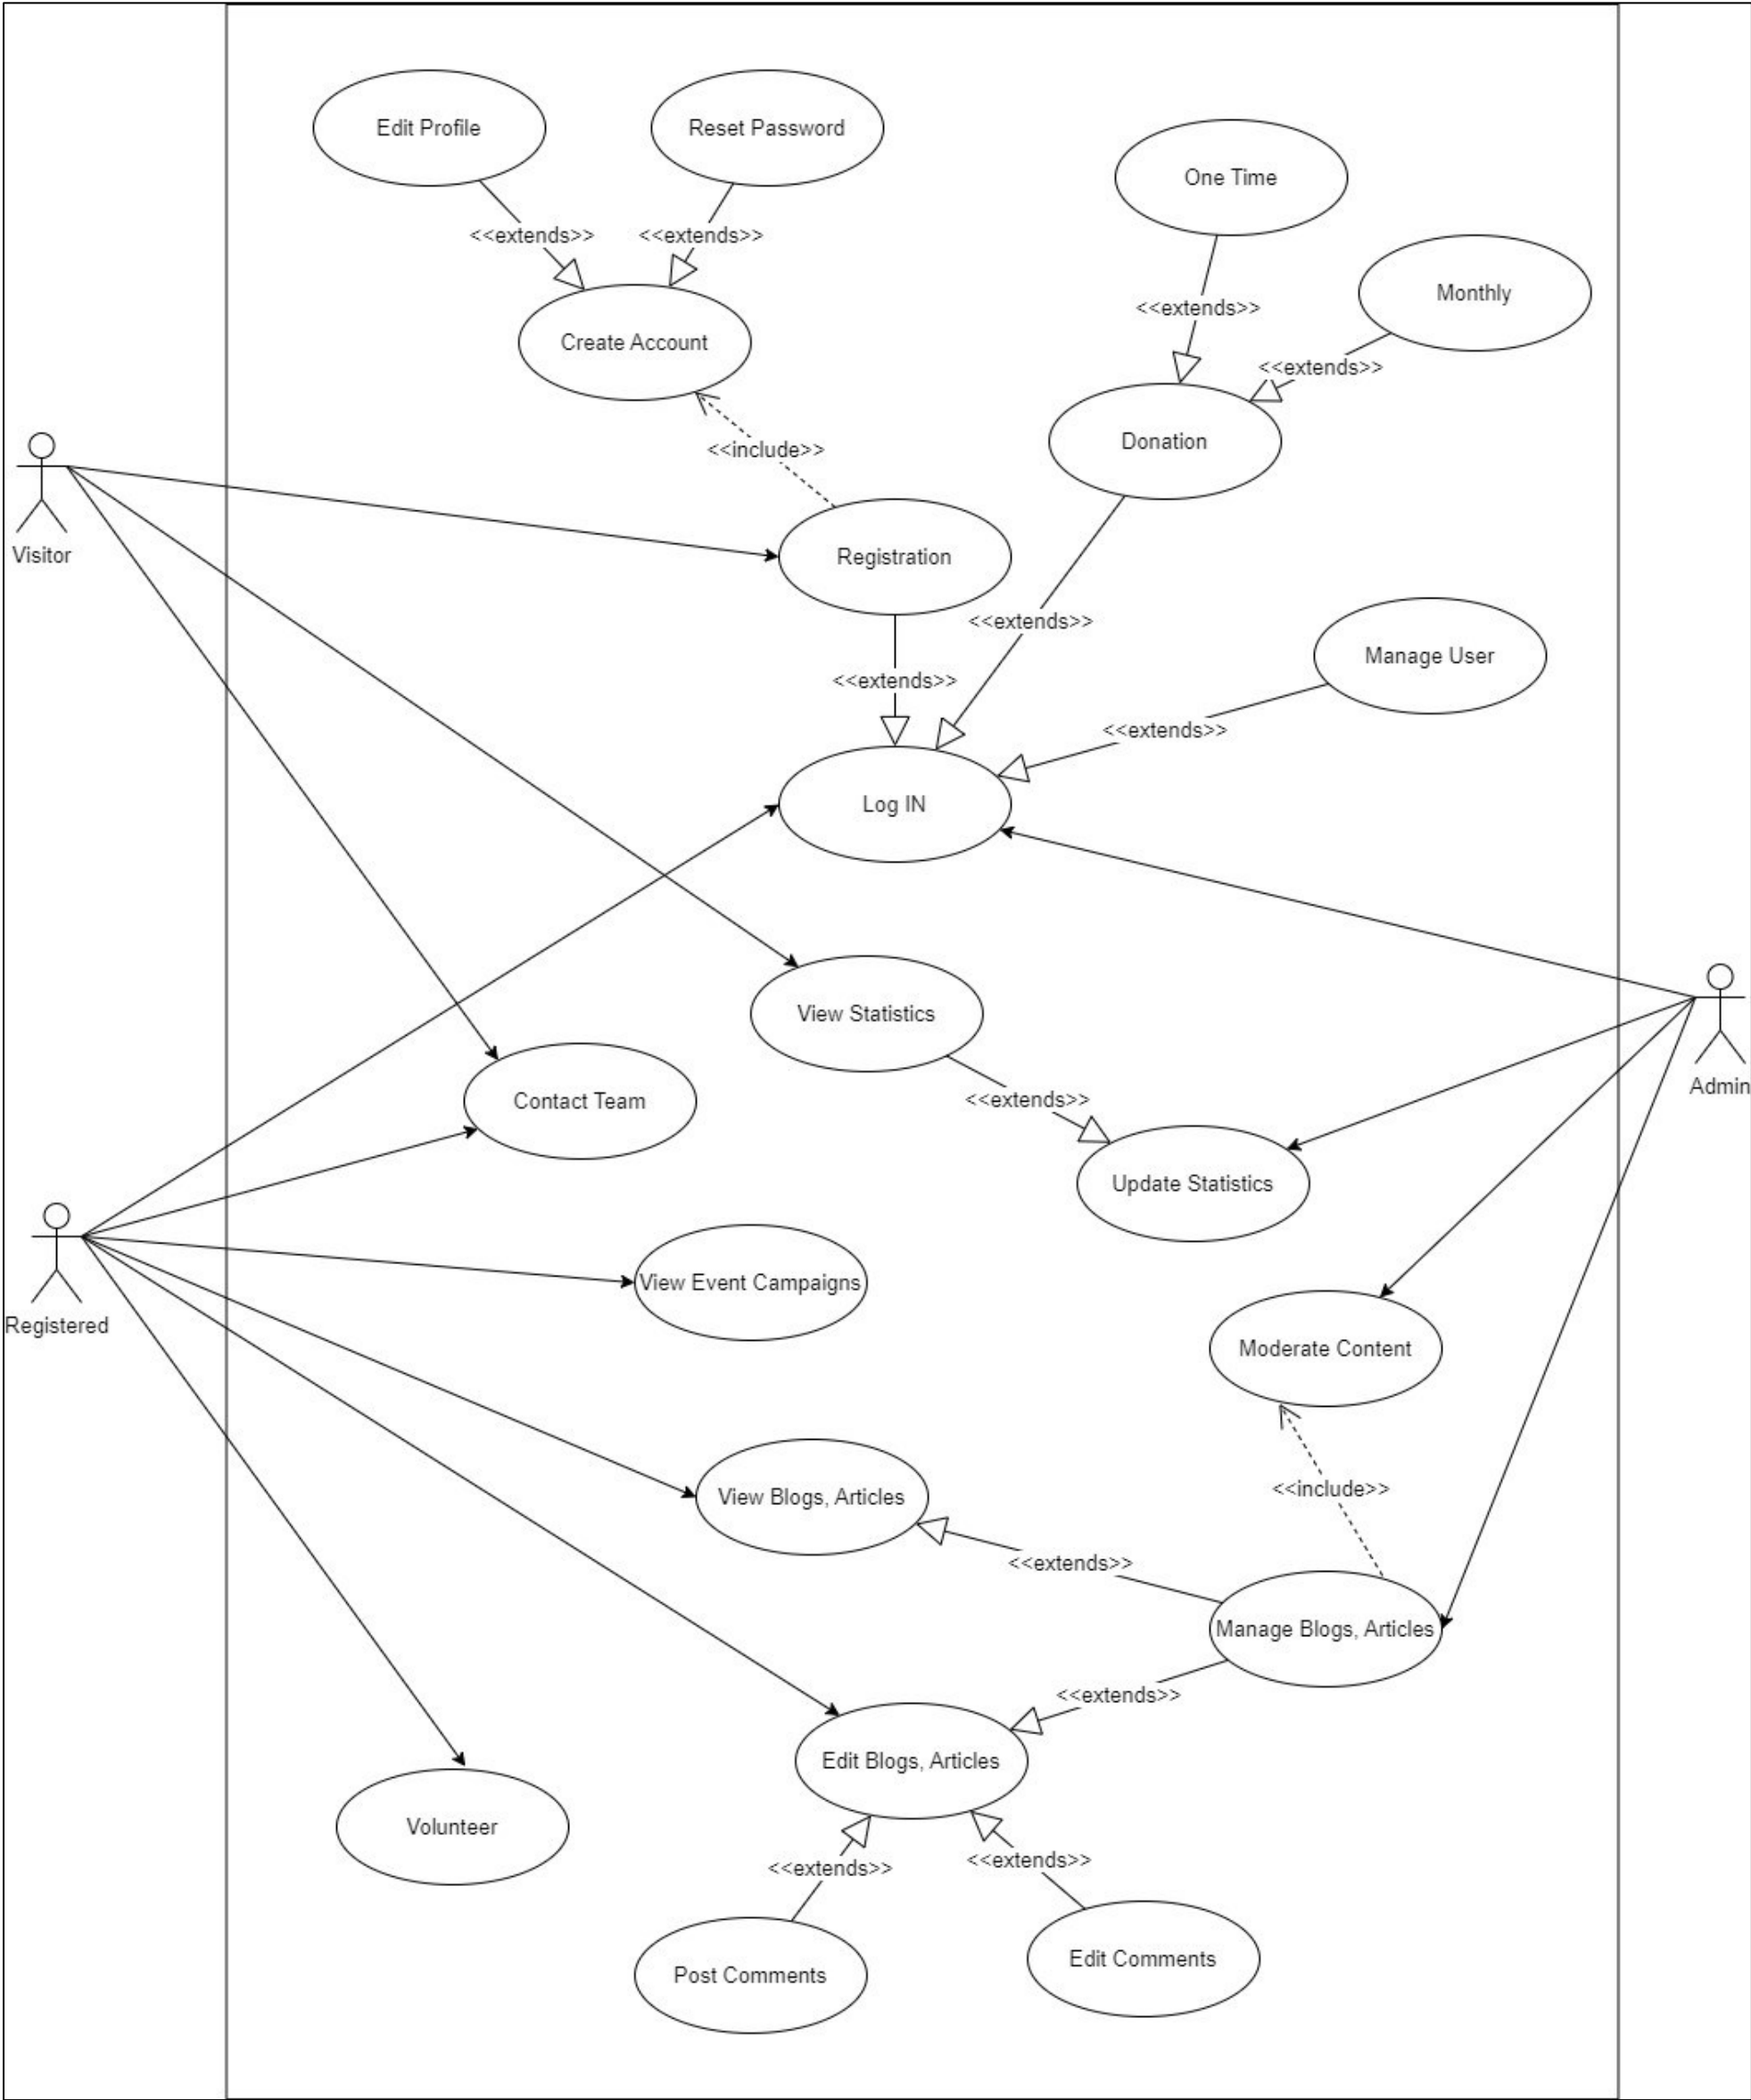 Edit Profile
Reset Password
One Time
<<extends>>
<<extends>>
Monthly
<<extends>>
Create Account
<<extends>>
Donation
<<include>>
Visitor
Registration
<<extends>>
Manage User
<<extends>>
<<extends>>
Log IN
View Statistics
Admin
<<extends>>
Contact Team
Update Statistics
View Event Campaigns
Registered
Moderate Content
<<include>>
View Blogs, Articles
<<extends>>
Manage Blogs, Articles
<<extends>>
Edit Blogs, Articles
Volunteer
<<extends>>
<<extends>>
Edit Comments
Post Comments